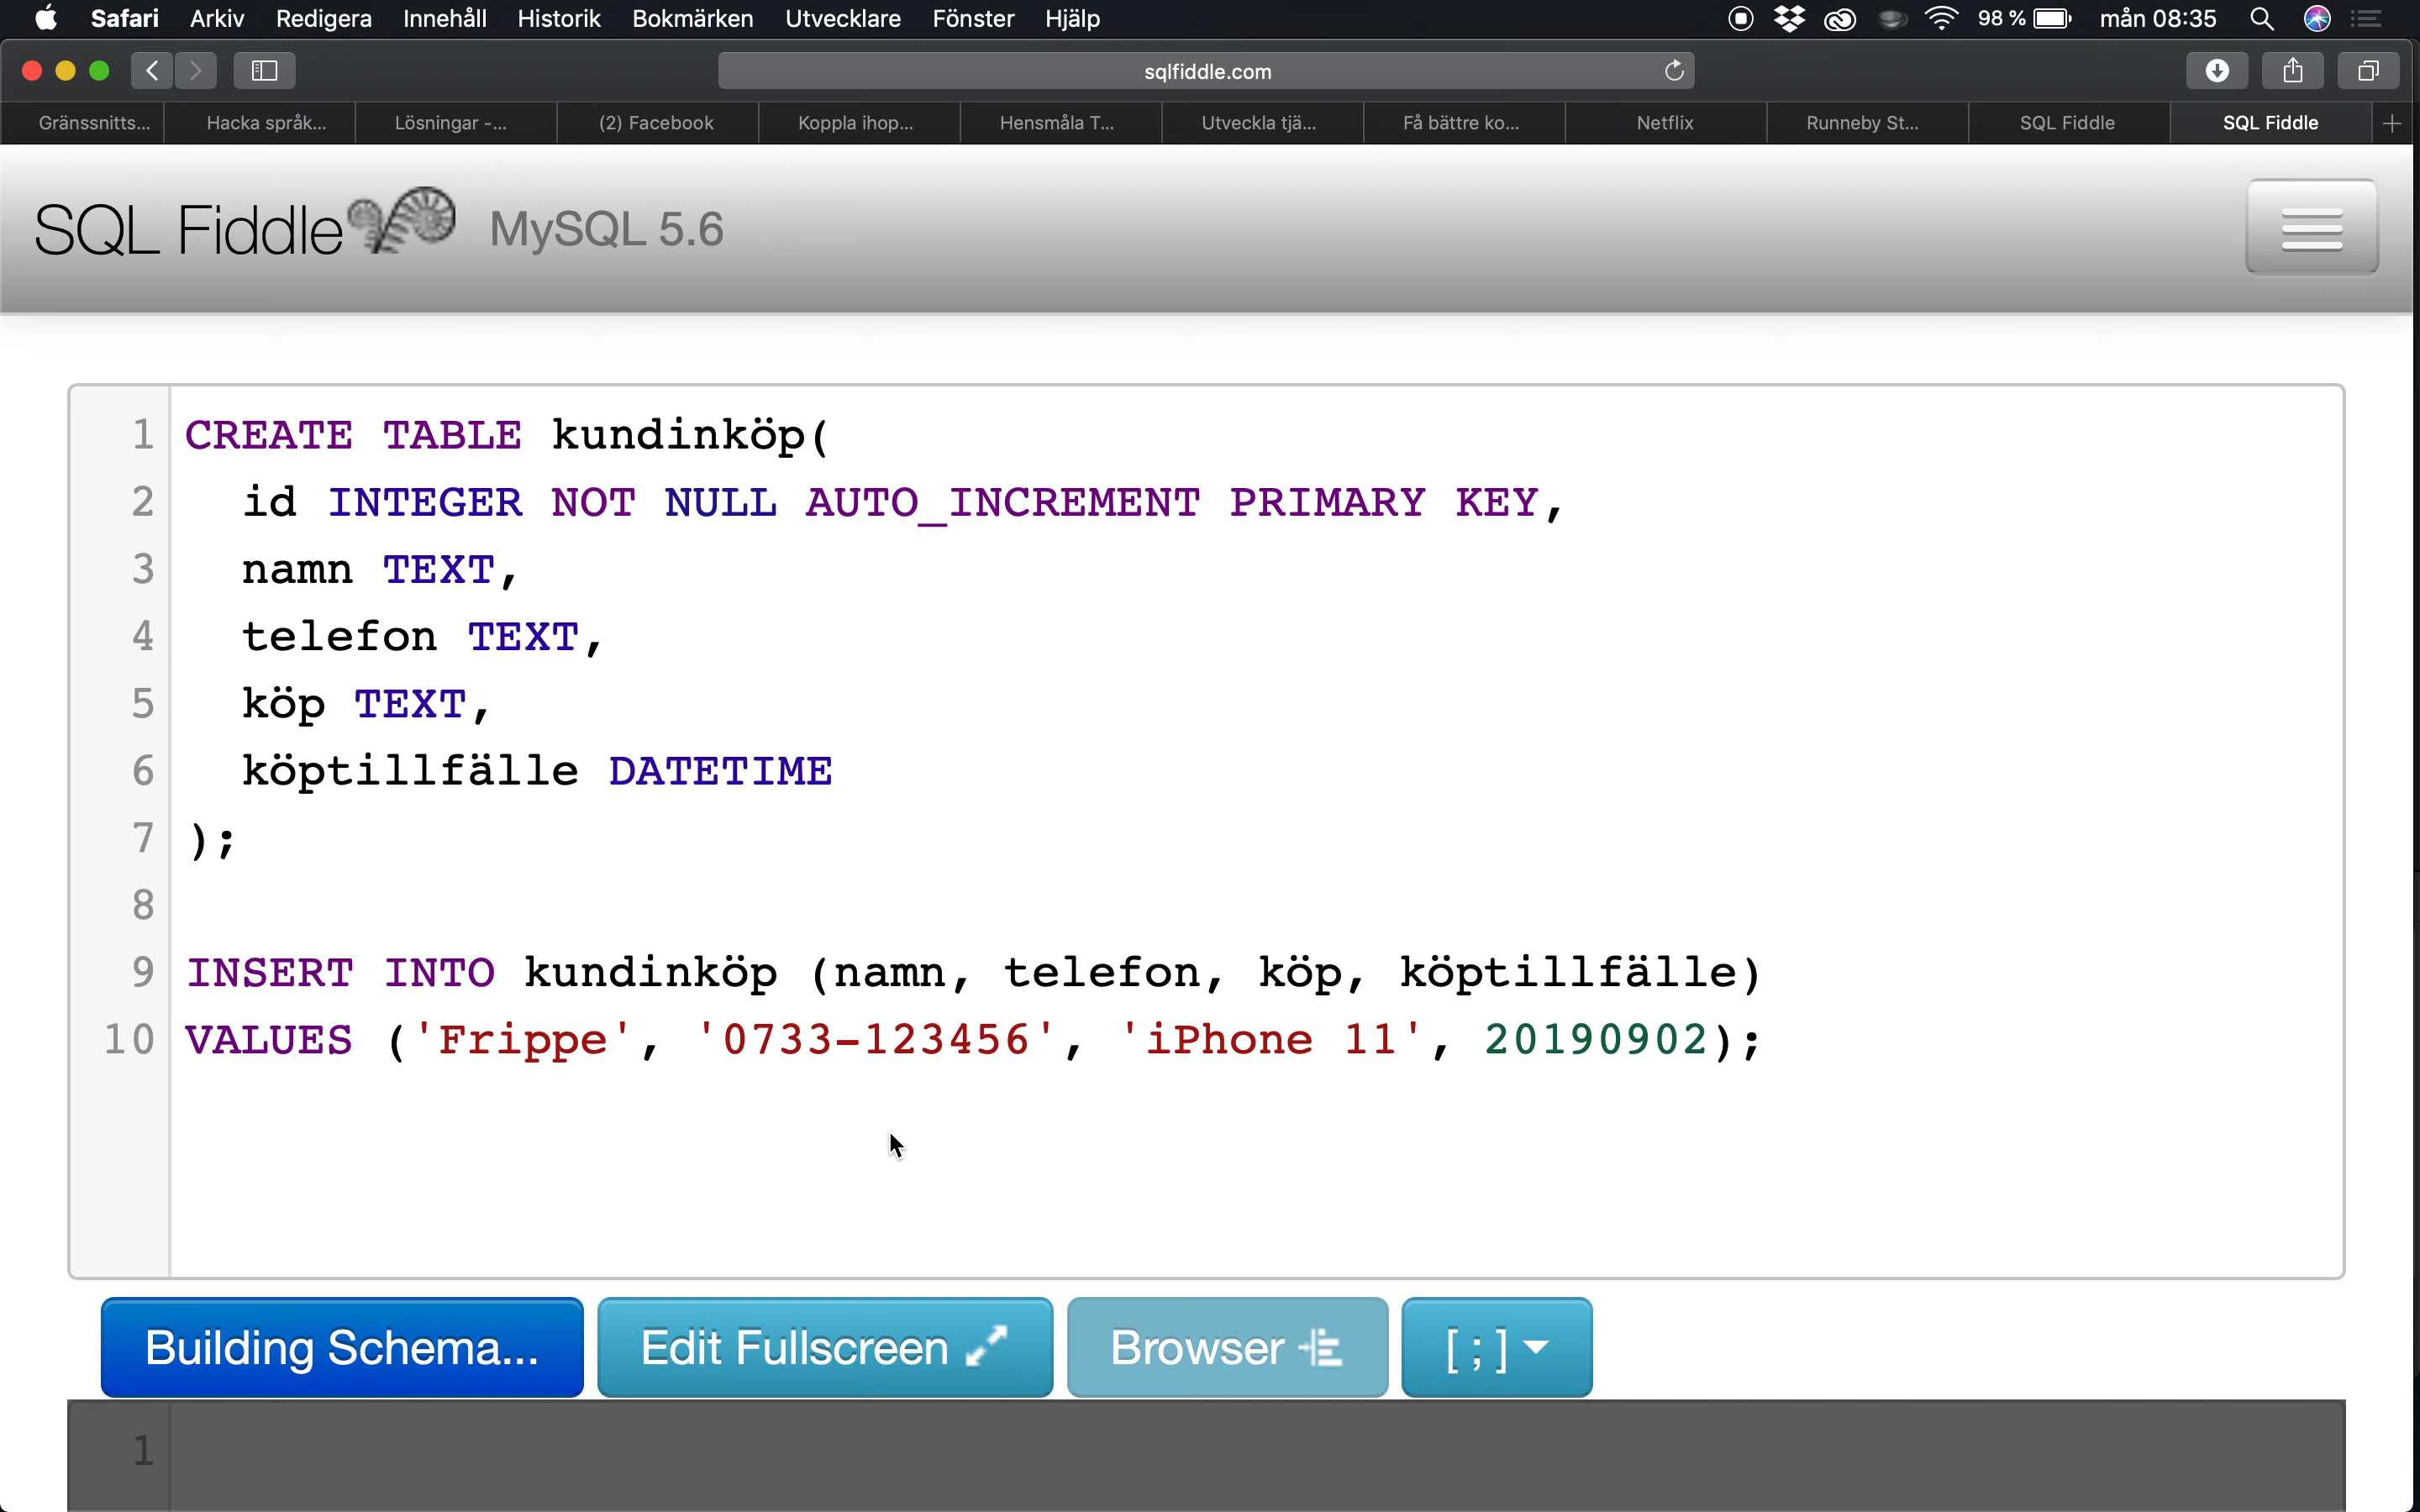 Safari Arkiv Redigera Innehåll Historik Bokmärken Utvecklare Fönster Hjälp 98 % mån 08:35
sqlfiddle.com
Gränssnitts... Hacka språk... Lösningar -... (2) Facebook Koppla ihop... Hensmåla T... Utveckla tjä... Få bättre ko... Netflix Runneby St... SQL Fiddle SQL Fiddle
SQL Fiddle MySQL 5.6
1 CREATE TABLE kundinköp(
2 id INTEGER NOT NULL AUTO_INCREMENT PRIMARY KEY,
3 namn TEXT,
4 telefon TEXT,
5 köp TEXT,
6 köptillfälle DATETIME
7 );
8
9 INSERT INTO kundinköp (namn, telefon, köp, köptillfälle)
10 VALUES ('Frippe', '0733-123456', 'iPhone 11', 20190902);
Building Schema... Edit Fullscreen Browser [ ; ]
1